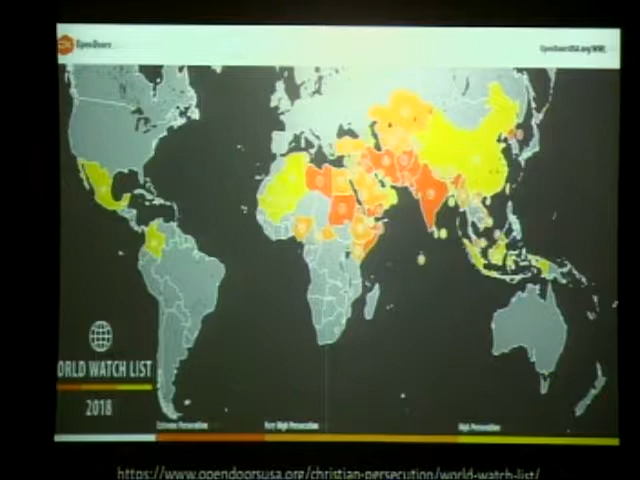 OpenDoors
OpenDoorsUSA.org/WWL
ORLD WATCH LIST
2018
Extreme Persecution
Very High Persecution
High Persecution
https://www.opendoorsusa.org/christian-persecution/world-watch-list/